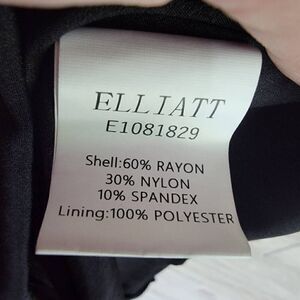 ELLIATT
E1081829
Shell:60% RAYON
30% NYLON
10% SPANDEX
Lining:100% POLYESTER